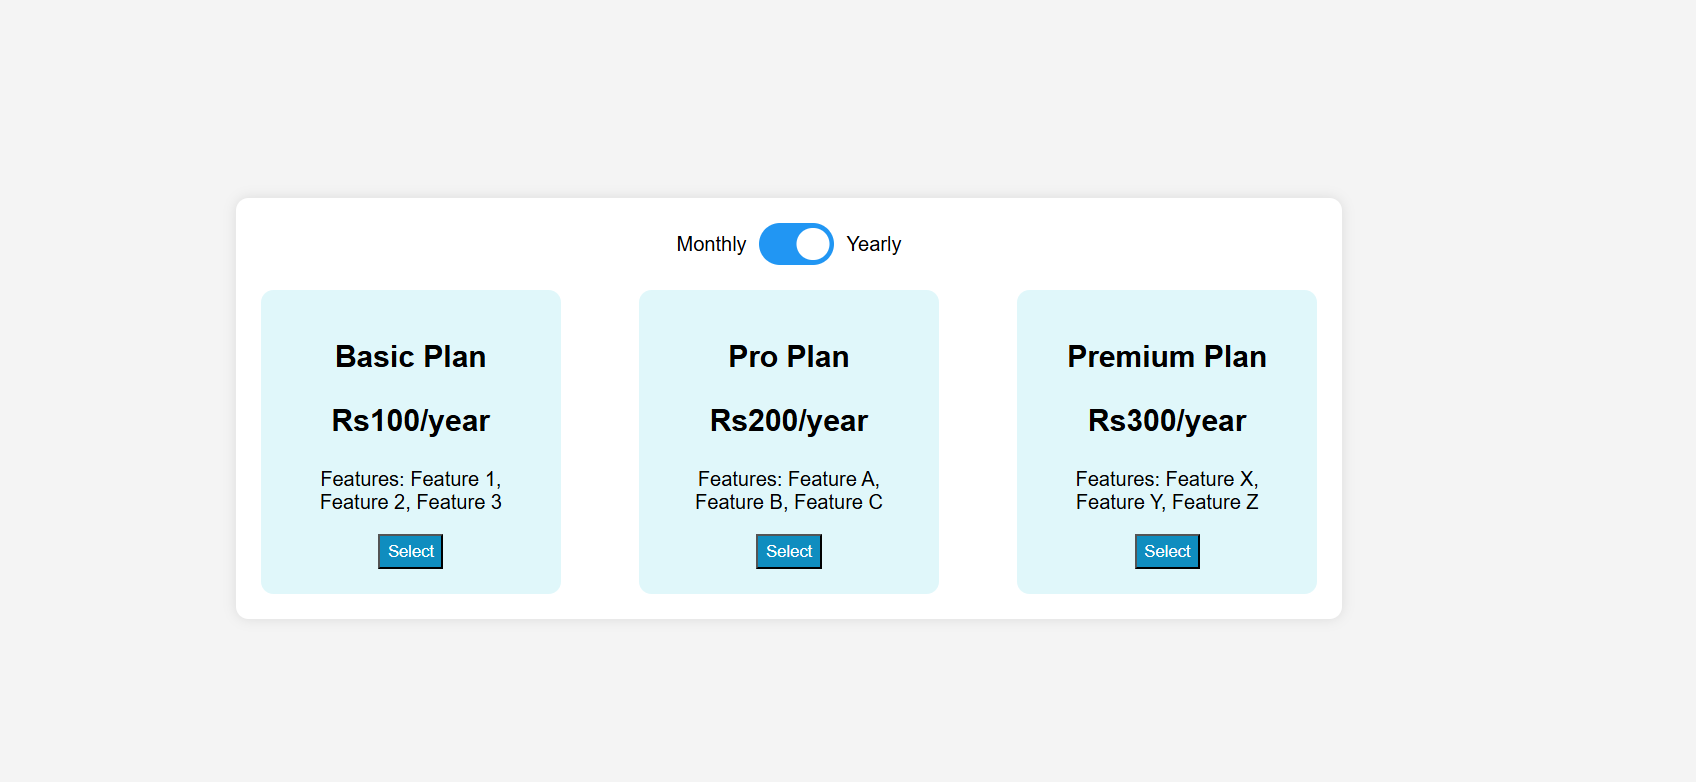 Monthly Yearly
Basic Plan
Rs100/year
Features: Feature 1,
Feature 2, Feature 3
Select
Pro Plan
Rs200/year
Features: Feature A,
Feature B, Feature C
Select
Premium Plan
Rs300/year
Features: Feature X,
Feature Y, Feature Z
Select